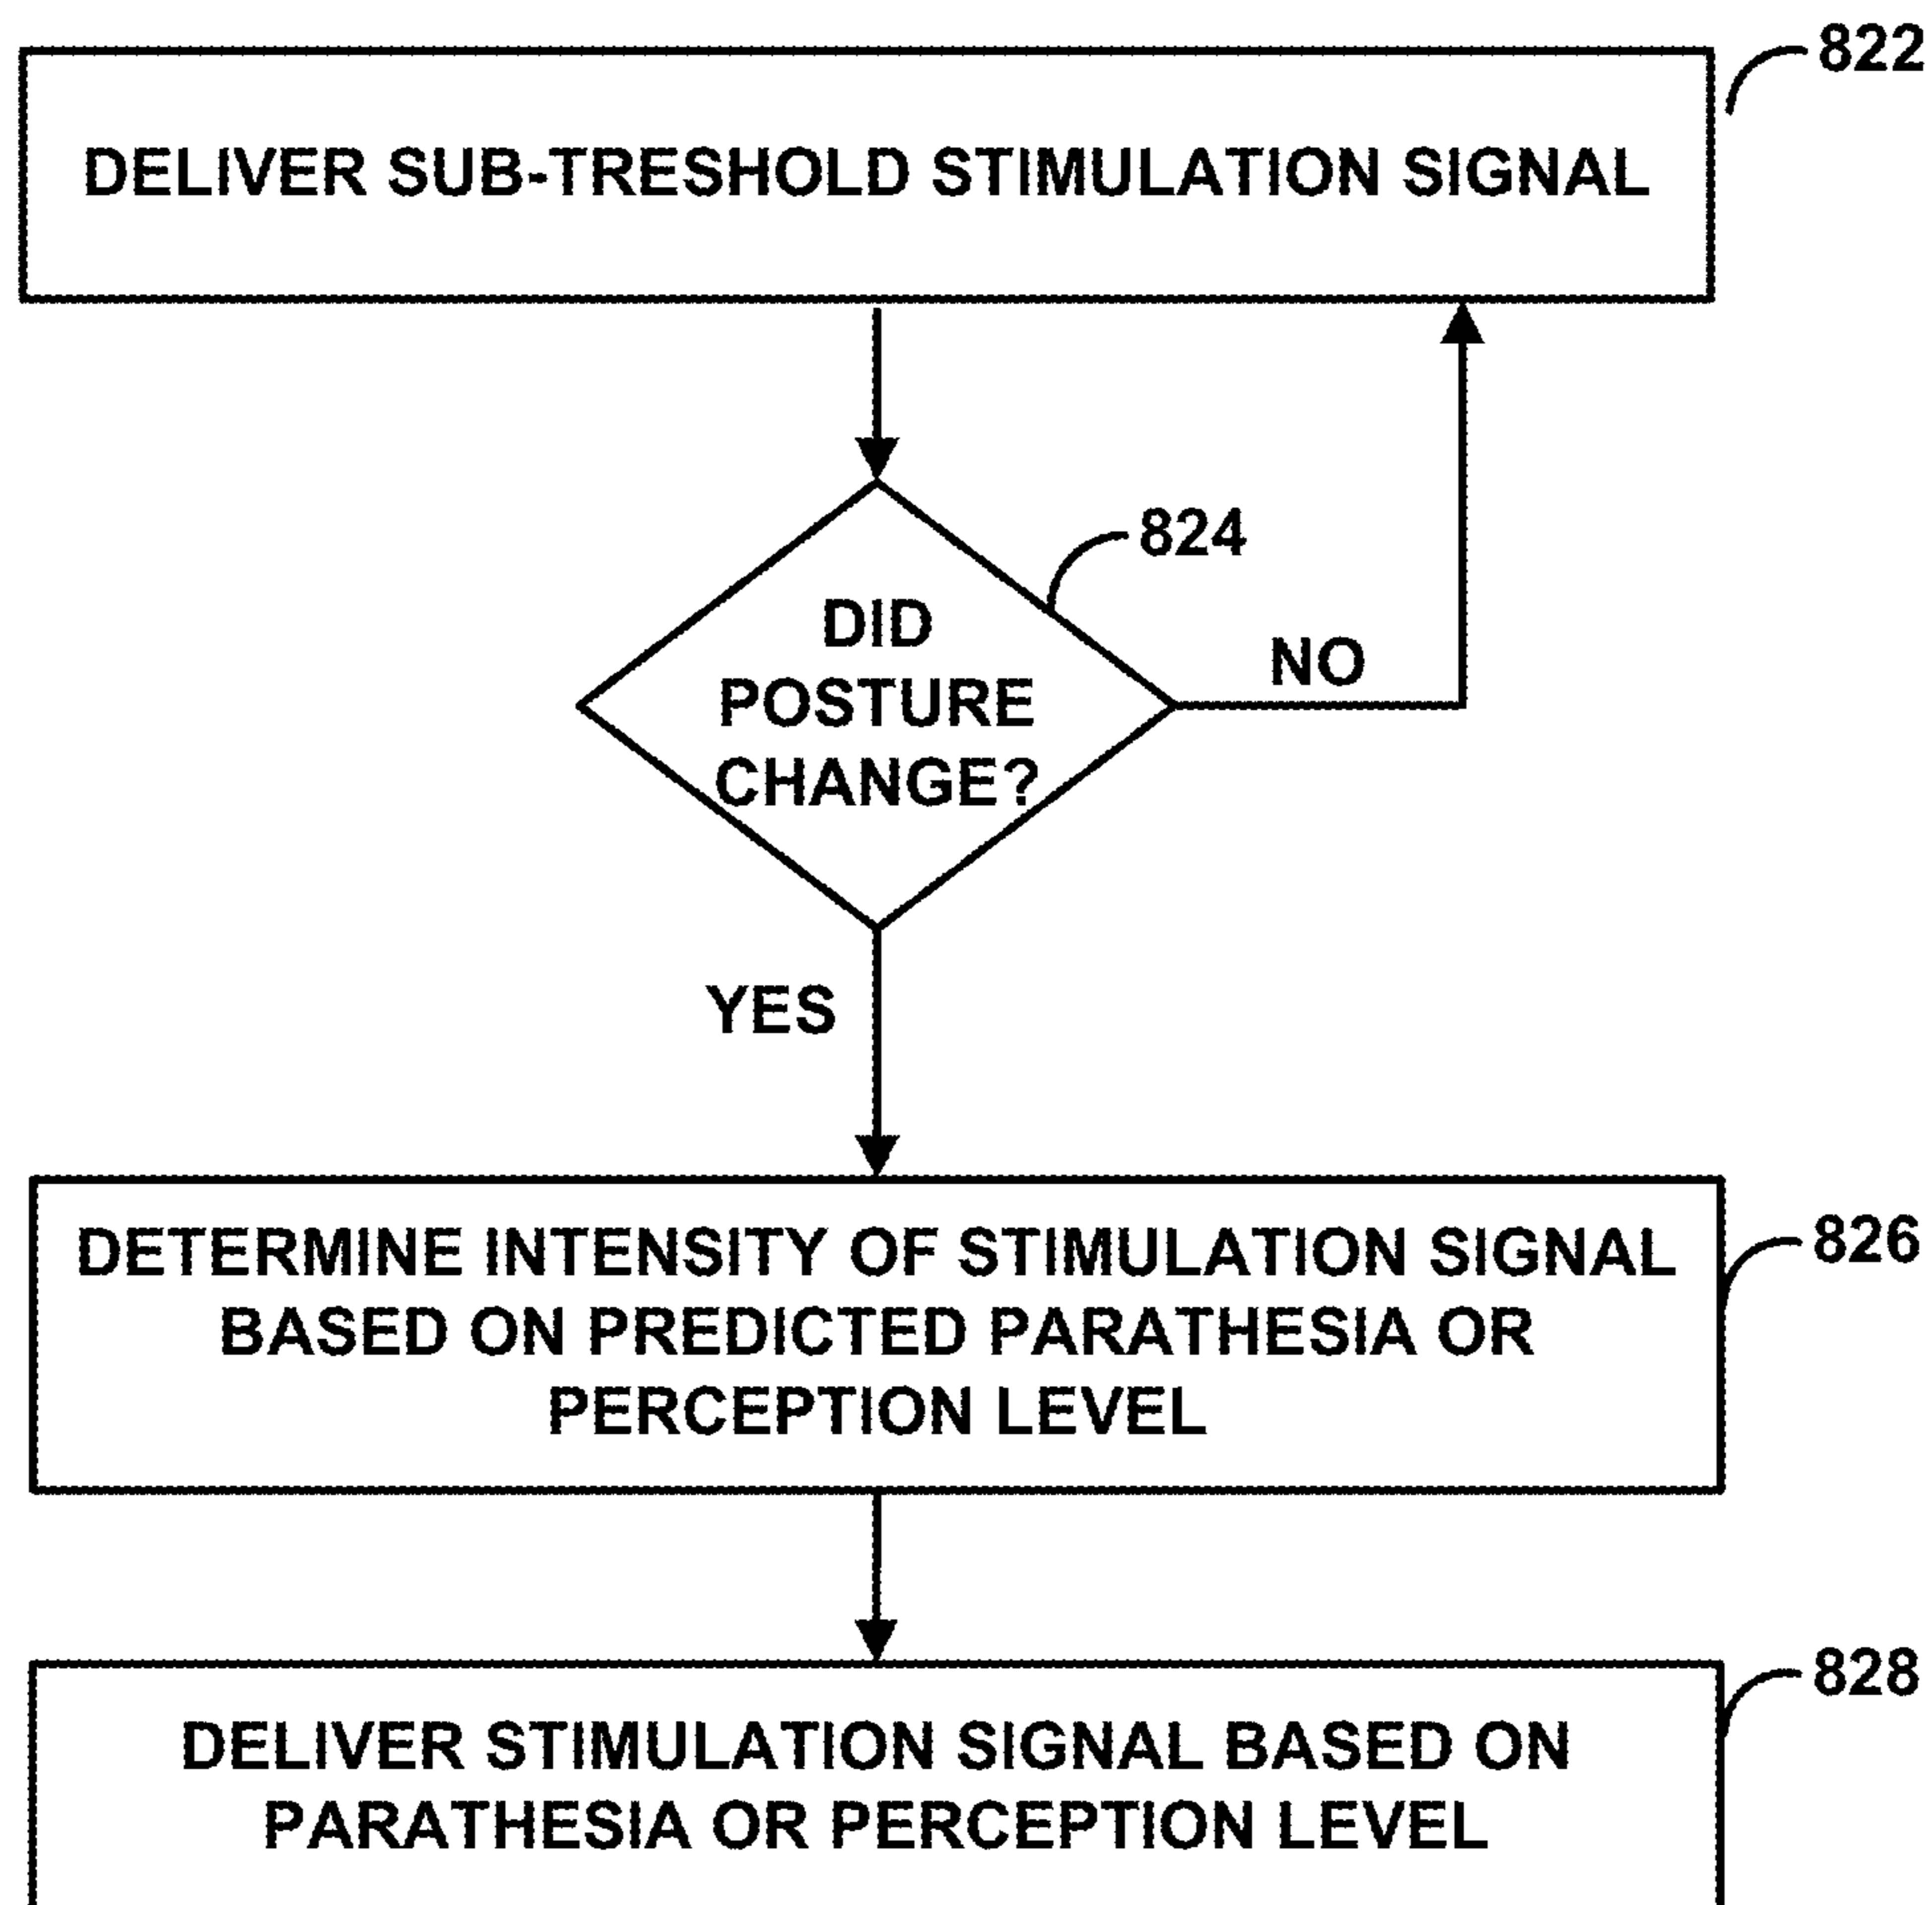 822
DELIVER SUB-TRESHOLD STIMULATION SIGNAL
824
DID
POSTURE
CHANGE?
NO
YES
826
DETERMINE INTENSITY OF STIMULATION SIGNAL
BASED ON PREDICTED PARATHESIA OR
PERCEPTION LEVEL
828
DELIVER STIMULATION SIGNAL BASED ON
PARATHESIA OR PERCEPTION LEVEL